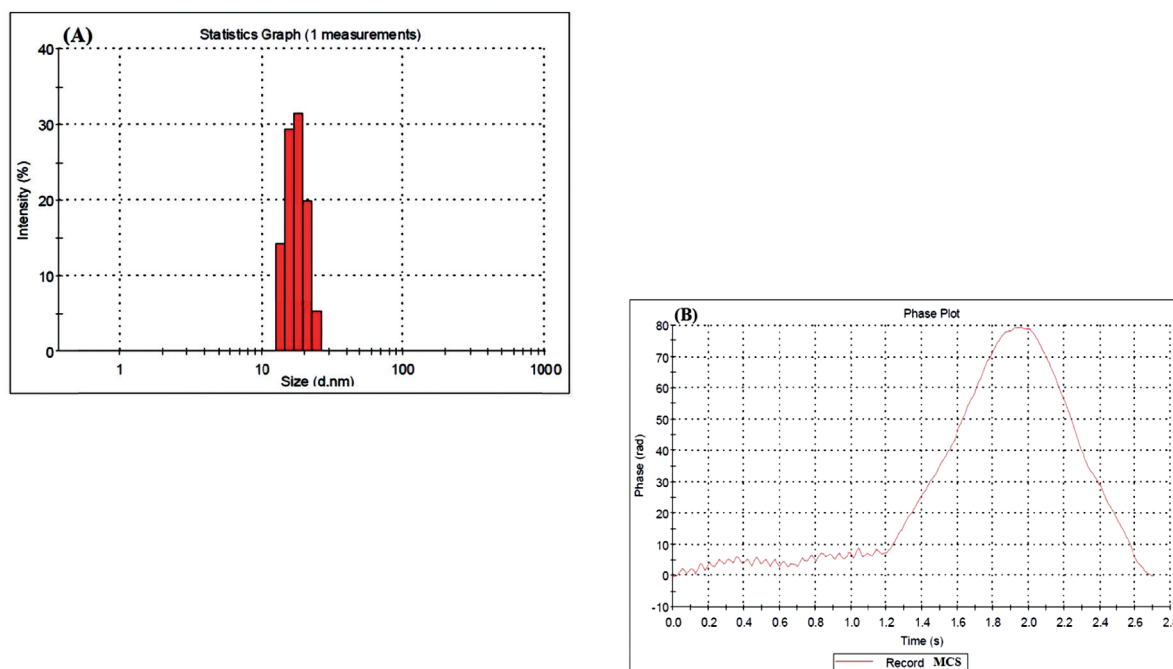 (A)
Statistics Graph (1 measurements)
40
30
20
10
0
Intensity (%)
1
10
100
1000
Size (d.nm)
(B)
Phase Plot
80
70
60
50
40
30
20
10
0
-10
Phase (rad)
0.0 0.2 0.4 0.6 0.8 1.0 1.2 1.4 1.6 1.8 2.0 2.2 2.4 2.6 2.8
Time (s)
Record MCS